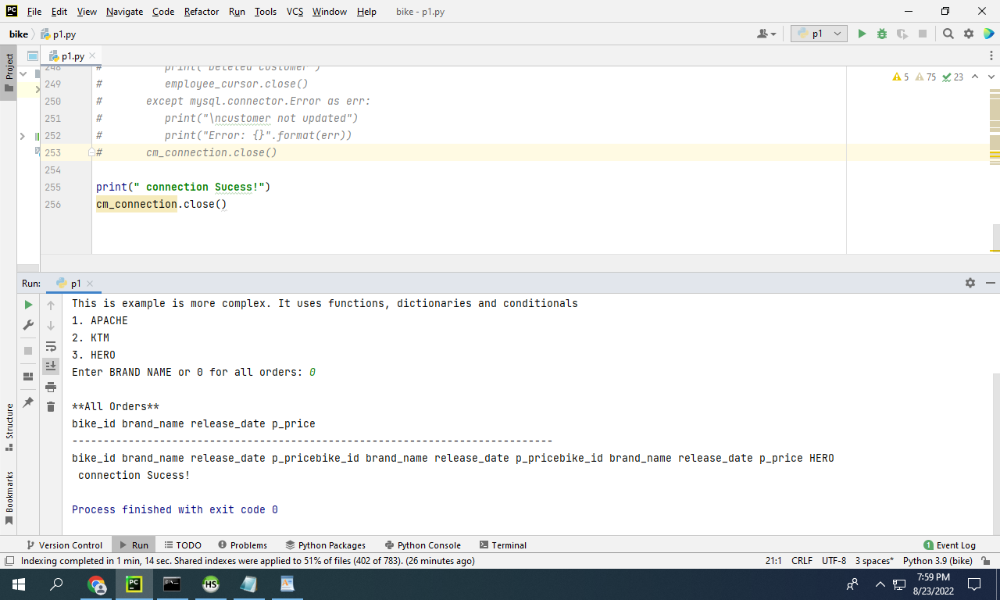 PC File Edit View Navigate Code Refactor Run Tools VCS Window Help bike - p1.py
bike p1.py p1
Project
p1.py
248 # print("Deleted customer")
249 # employee_cursor.close()
250 # except mysql.connector.Error as err:
251 # print("\ncustomer not updated")
252 # print("Error: {}".format(err))
253 # cm_connection.close()
254
255 print(" connection Sucess!")
256 cm_connection.close()
5 75 23
Run: p1
This is example is more complex. It uses functions, dictionaries and conditionals
1. APACHE
2. KTM
3. HERO
Enter BRAND NAME or 0 for all orders: 0
**All Orders**
bike_id brand_name release_date p_price
-----------------------------------------------------------------------------
bike_id brand_name release_date p_pricebike_id brand_name release_date p_pricebike_id brand_name release_date p_price HERO
connection Sucess!
Process finished with exit code 0
Structure
Bookmarks
Version Control Run TODO Problems Python Packages Python Console Terminal 1 Event Log
Indexing completed in 1 min, 14 sec. Shared indexes were applied to 51% of files (402 of 783). (26 minutes ago) 21:1 CRLF UTF-8 3 spaces* Python 3.9 (bike)
PC HS
7:59 PM
8/23/2022